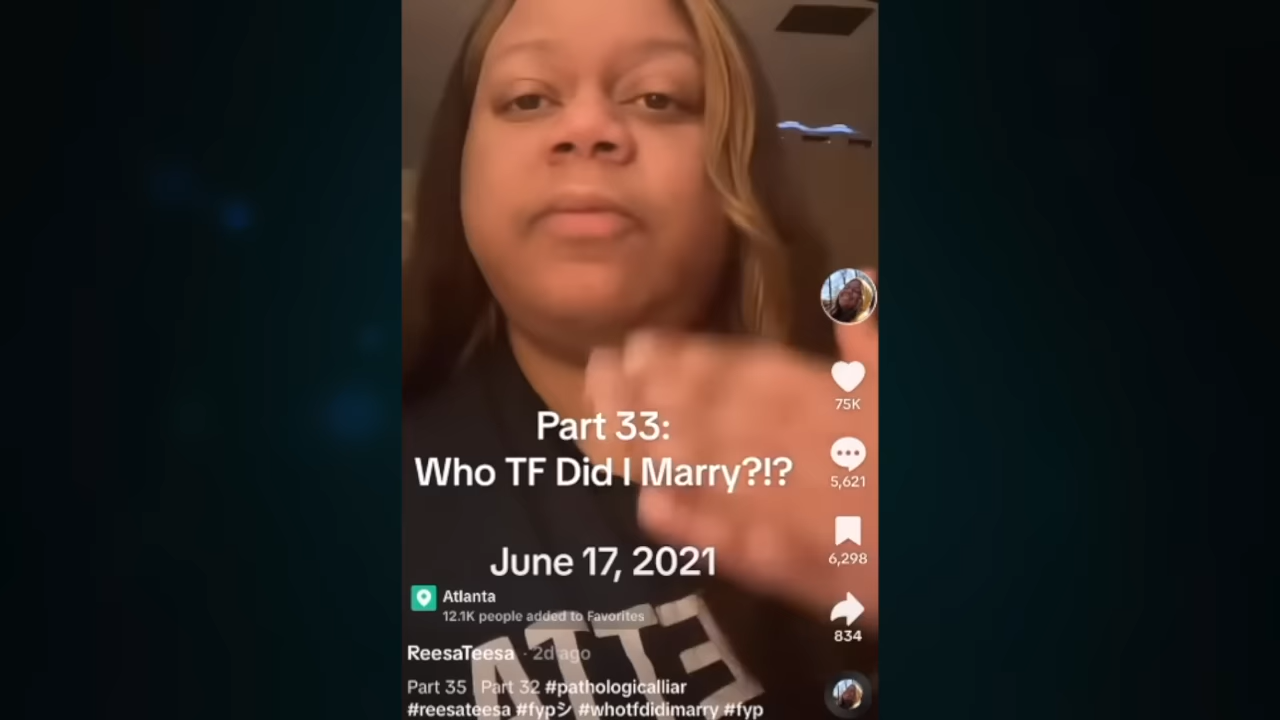 Part 33:
Who TF Did I Marry?!?
June 17, 2021
75K
5,621
6,298
834
Atlanta
12.1K people added to Favorites
ReesaTeesa · 2d ago
Part 35 | Part 32 #pathologicalliar
#reesateesa #fypシ #whotfdidimarry #fyp